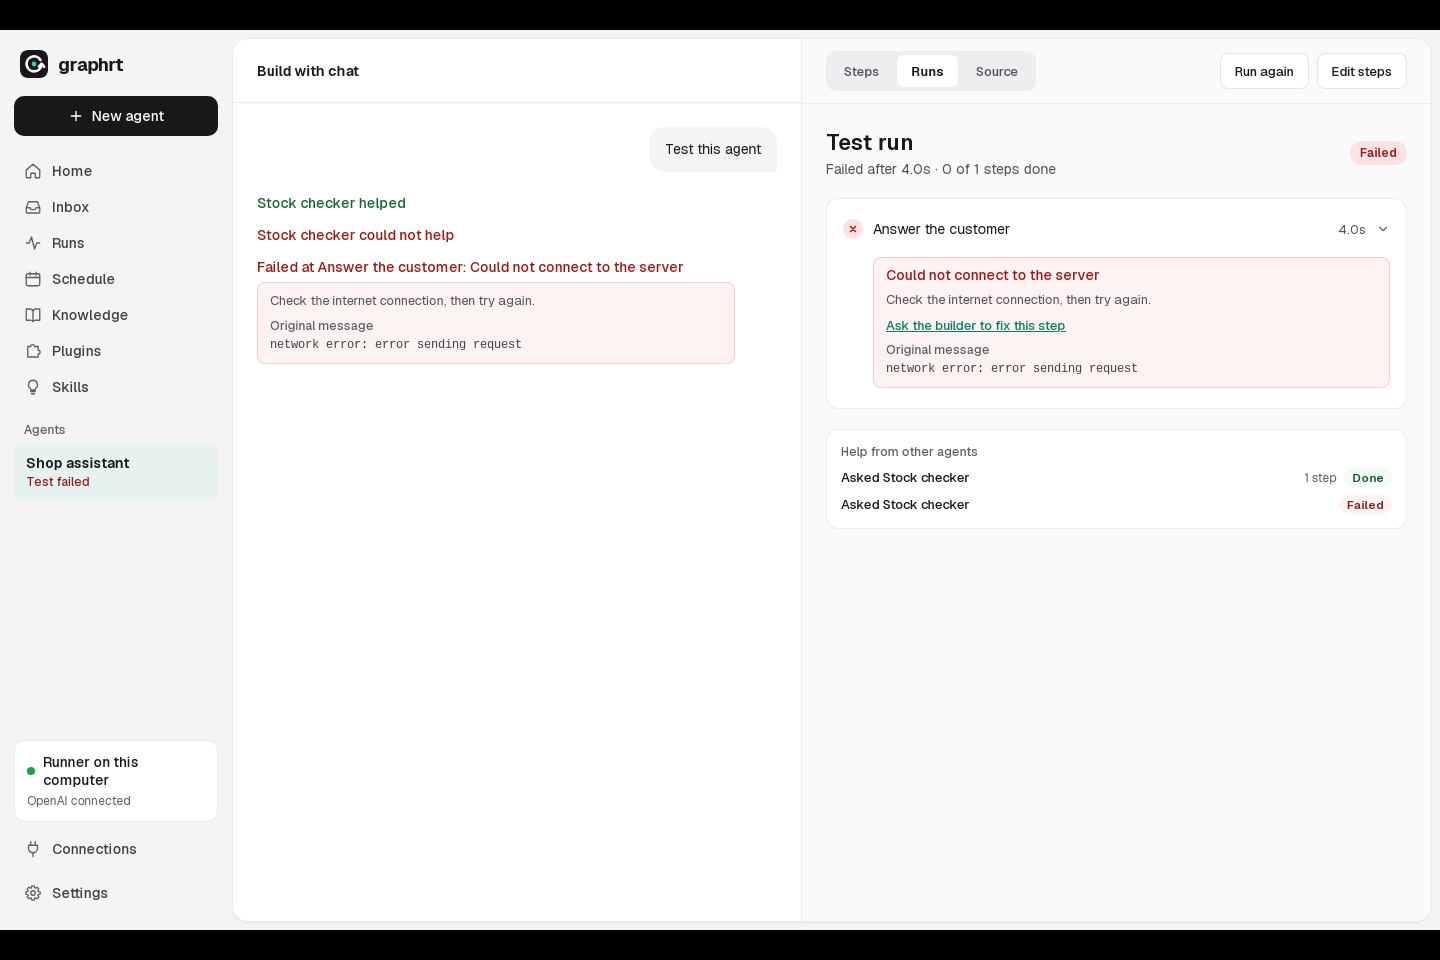 graphrt
New agent
Home
Inbox
Runs
Schedule
Knowledge
Plugins
Skills
Agents
Shop assistant
Test failed
Runner on this
computer
OpenAI connected
Connections
Settings
Build with chat
Test this agent
Stock checker helped
Stock checker could not help
Failed at Answer the customer: Could not connect to the server
Check the internet connection, then try again.
Original message
network error: error sending request
Steps Runs Source
Run again Edit steps
Test run
Failed after 4.0s · 0 of 1 steps done
Failed
Answer the customer 4.0s
Could not connect to the server
Check the internet connection, then try again.
Ask the builder to fix this step
Original message
network error: error sending request
Help from other agents
Asked Stock checker 1 step Done
Asked Stock checker Failed